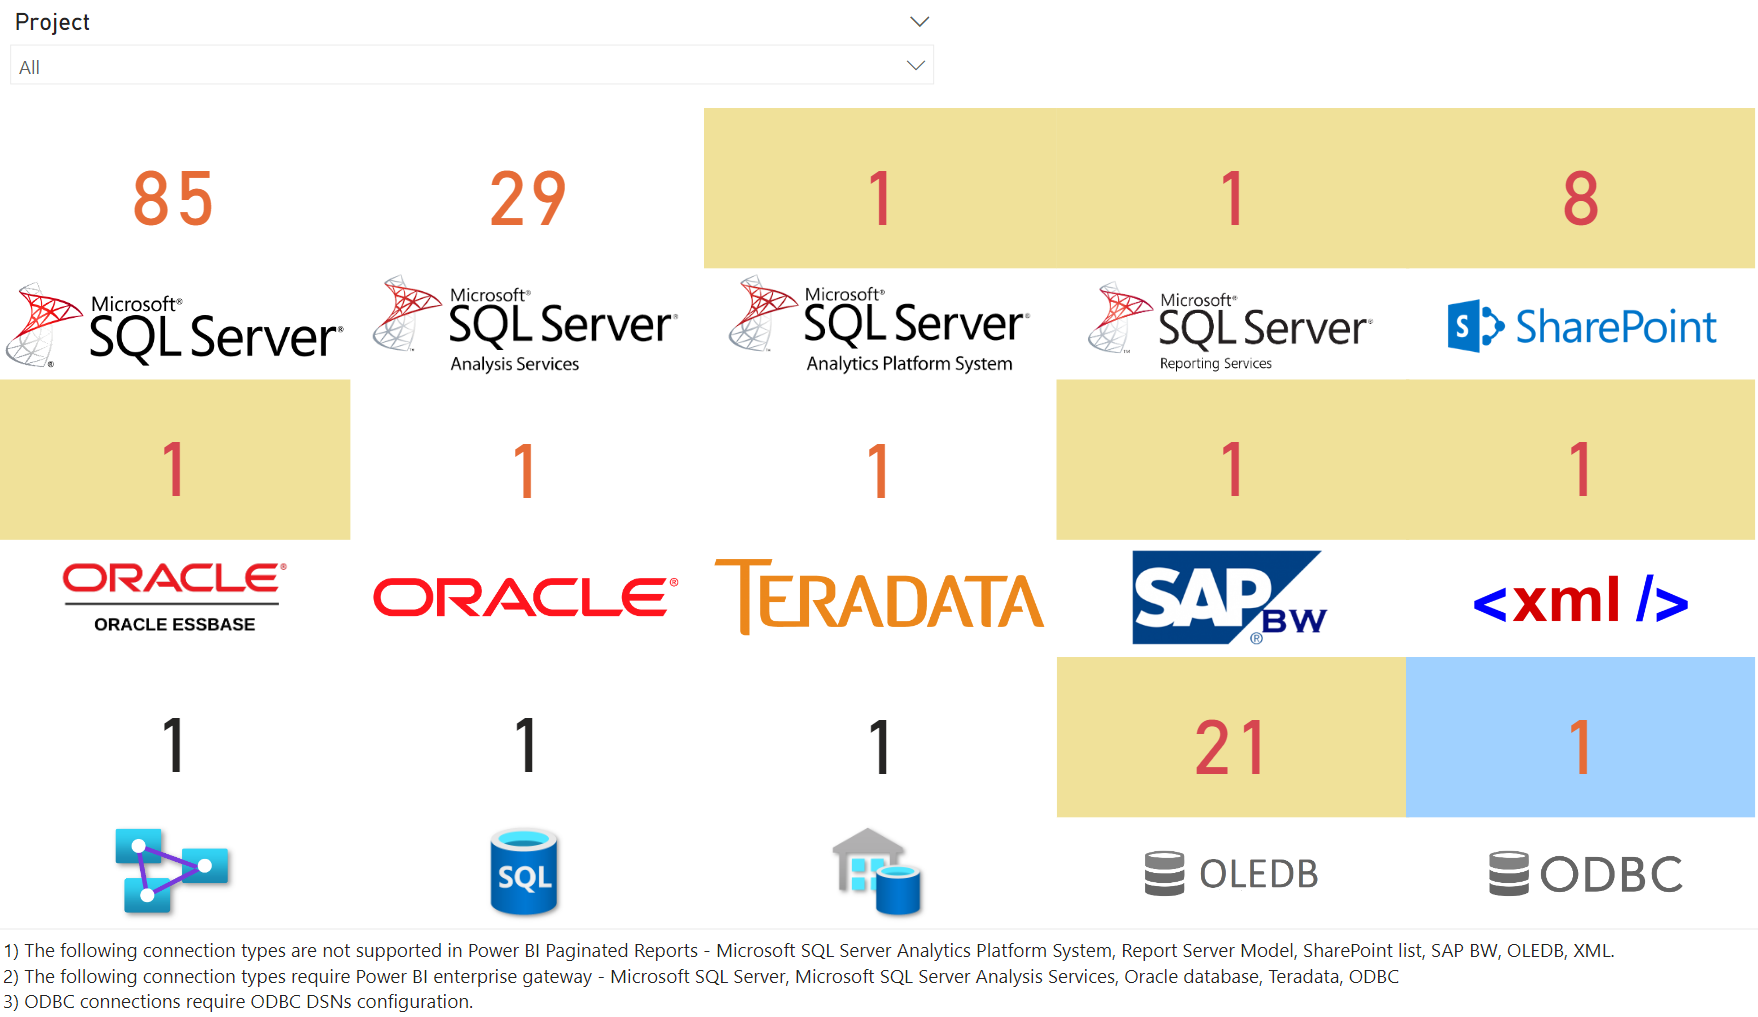 Project
All
85
29
1
1
8
Microsoft®
SQL Server®
Microsoft®
SQL Server®
Analysis Services
Microsoft®
SQL Server®
Analytics Platform System
Microsoft®
SQL Server®
Reporting Services
S SharePoint
1
1
1
1
1
ORACLE®
ORACLE ESSBASE
ORACLE®
TERADATA
SAP® BW
<xml />
1
1
1
21
1
SQL
OLEDB
ODBC
1) The following connection types are not supported in Power BI Paginated Reports - Microsoft SQL Server Analytics Platform System, Report Server Model, SharePoint list, SAP BW, OLEDB, XML.
2) The following connection types require Power BI enterprise gateway - Microsoft SQL Server, Microsoft SQL Server Analysis Services, Oracle database, Teradata, ODBC
3) ODBC connections require ODBC DSNs configuration.